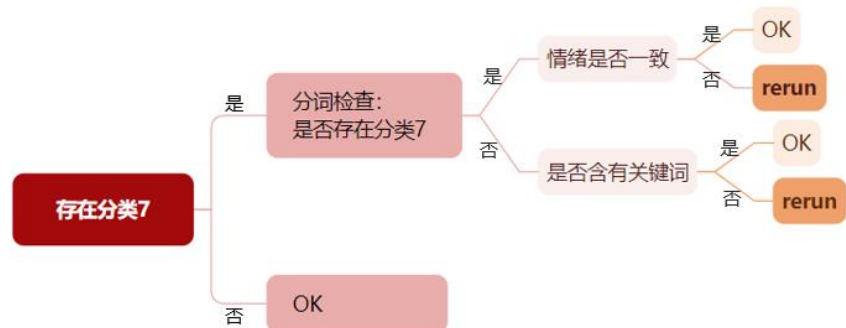 是
OK
情绪是否一致
是
否
rerun
是
分词检查：
是否存在分类7
否
是
OK
是否含有关键词
否
rerun
存在分类7
否
OK